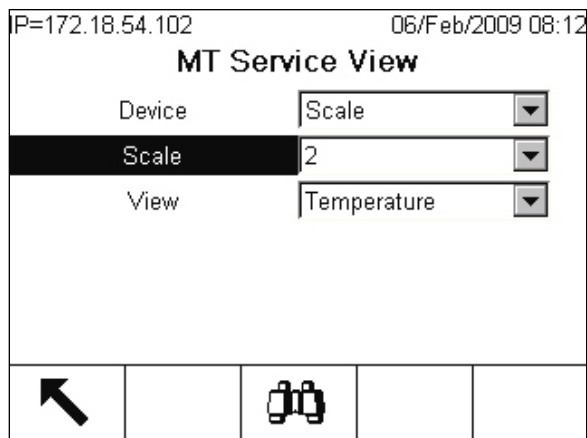 IP=172.18.54.102 06/Feb/2009 08:12
MT Service View
Device Scale
Scale 2
View Temperature